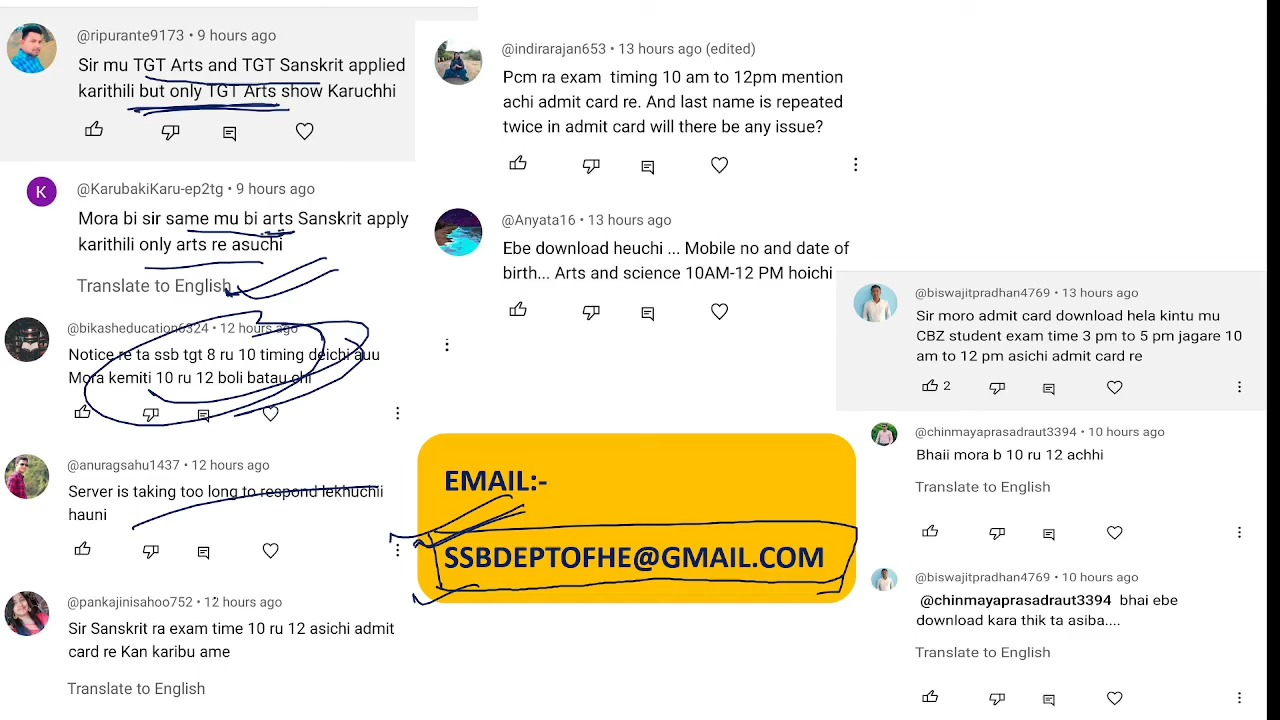 @ripurante9173 • 9 hours ago
Sir mu TGT Arts and TGT Sanskrit applied
karithili but only TGT Arts show Karuchhi
K
@KarubakiKaru-ep2tg • 9 hours ago
Mora bi sir same mu bi arts Sanskrit apply
karithili only arts re asuchi
Translate to English
@bikasheducation6324 • 12 hours ago
Notice re ta ssb tgt 8 ru 10 timing deichi auu
Mora kemiti 10 ru 12 boli batau chi
@anuragsahu1437 • 12 hours ago
Server is taking too long to respond lekhuchii
hauni
@pankajinisahoo752 • 12 hours ago
Sir Sanskrit ra exam time 10 ru 12 asichi admit
card re Kan karibu ame
Translate to English
@indirarajan653 • 13 hours ago (edited)
Pcm ra exam timing 10 am to 12pm mention
achi admit card re. And last name is repeated
twice in admit card will there be any issue?
@Anyata16 • 13 hours ago
Ebe download heuchi ... Mobile no and date of
birth... Arts and science 10AM-12 PM hoichi
EMAIL:-
SSBDEPTOFHE@GMAIL.COM
@biswajitpradhan4769 • 13 hours ago
Sir moro admit card download hela kintu mu
CBZ student exam time 3 pm to 5 pm jagare 10
am to 12 pm asichi admit card re
2
@chinmayaprasadraut3394 • 10 hours ago
Bhaii mora b 10 ru 12 achhi
Translate to English
@biswajitpradhan4769 • 10 hours ago
@chinmayaprasadraut3394 bhai ebe
download kara thik ta asiba....
Translate to English